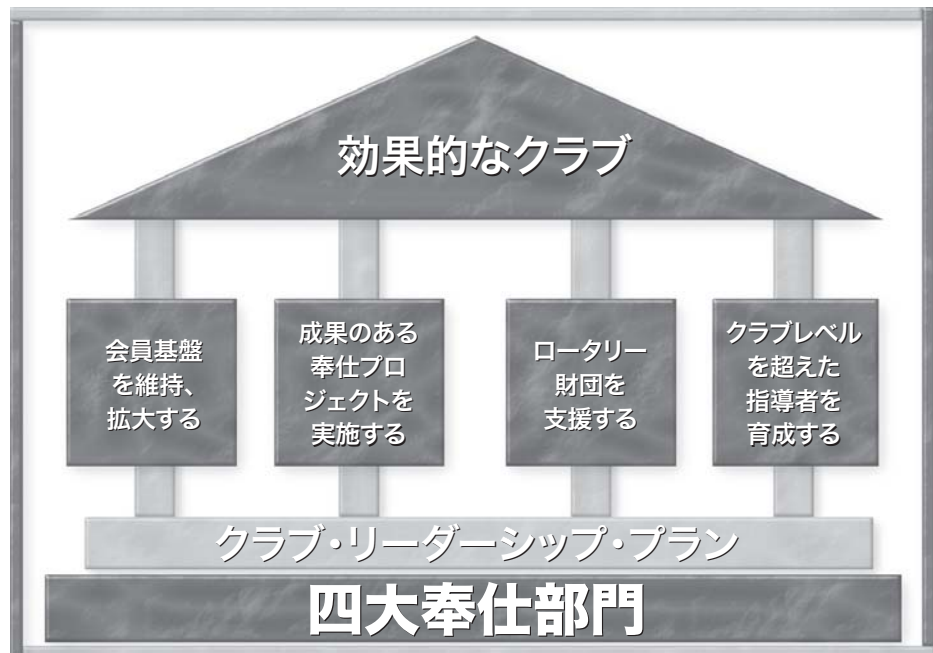 効果的なクラブ
会員基盤
を維持、
拡大する
成果のある
奉仕プロ
ジェクトを
実施する
ロータリー
財団を
支援する
クラブレベル
を超えた
指導者を
育成する
クラブ・リーダーシップ・プラン
四大奉仕部門